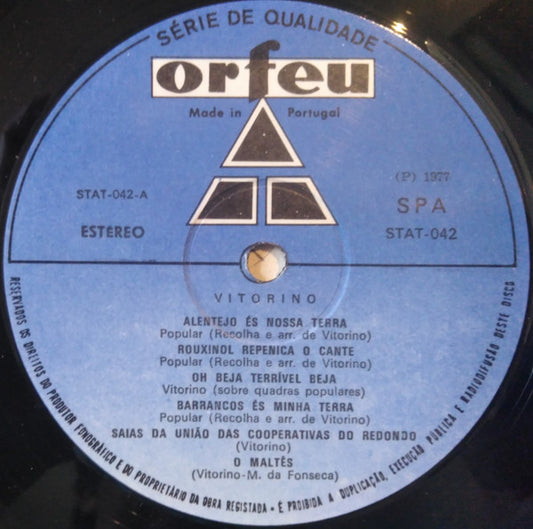 SÉRIE DE QUALIDADE
orfeu
Made in Portugal
STAT-042-A
ESTÉREO
(P) 1977
SPA
STAT-042
VITORINO
ALENTEJO ÉS NOSSA TERRA
Popular (Recolha e arr. de Vitorino)
ROUXINOL REPENICA O CANTE
Popular (Recolha e arr. de Vitorino)
OH BEJA TERRÍVEL BEJA
Vitorino (sobre quadras populares)
BARRANCOS ÉS MINHA TERRA
Popular (Recolha e arr. de Vitorino)
SAIAS DA UNIÃO DAS COOPERATIVAS DO REDONDO
(Vitorino)
O MALTÊS
(Vitorino-M. da Fonseca)
RESERVADOS OS DIREITOS DO PRODUTOR FONOGRÁFICO E DO PROPRIETÁRIO DA OBRA REGISTADA - É PROIBIDA A DUPLICAÇÃO, EXECUÇÃO PÚBLICA E RADIODIFUSÃO DESTE DISCO